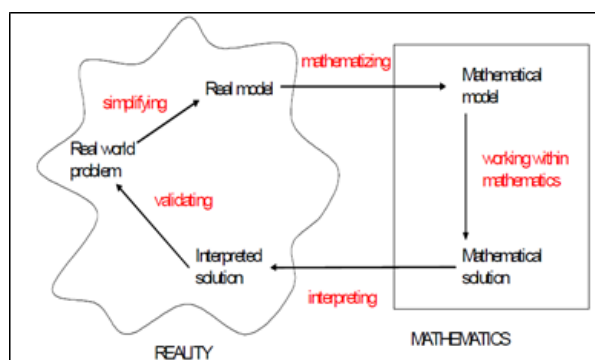 mathematizing
Mathematical
model
Real model
simplifying
Real world
problem
working within
mathematics
validating
Interpreted
solution
Mathematical
solution
interpreting
REALITY
MATHEMATICS